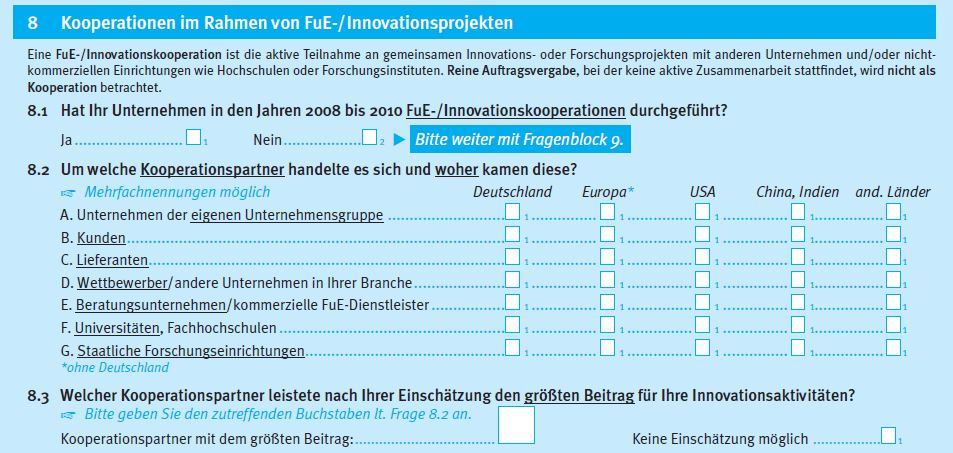 8 Kooperationen im Rahmen von FuE-/Innovationsprojekten
Eine FuE-/Innovationskooperation ist die aktive Teilnahme an gemeinsamen Innovations- oder Forschungsprojekten mit anderen Unternehmen und/oder nicht-
kommerziellen Einrichtungen wie Hochschulen oder Forschungsinstituten. Reine Auftragsvergabe, bei der keine aktive Zusammenarbeit stattfindet, wird nicht als
Kooperation betrachtet.
8.1 Hat Ihr Unternehmen in den Jahren 2008 bis 2010 FuE-/Innovationskooperationen durchgeführt?
Ja ........................ ☐ 1 Nein ................. ☐ 2 ► Bitte weiter mit Fragenblock 9.
8.2 Um welche Kooperationspartner handelte es sich und woher kamen diese?
☞ Mehrfachnennungen möglich Deutschland Europa* USA China, Indien and. Länder
A. Unternehmen der eigenen Unternehmensgruppe ........ ☐ 1 ........ ☐ 1 ........ ☐ 1 ........ ☐ 1 ........ ☐ 1
B. Kunden ........ ☐ 1 ........ ☐ 1 ........ ☐ 1 ........ ☐ 1 ........ ☐ 1
C. Lieferanten ........ ☐ 1 ........ ☐ 1 ........ ☐ 1 ........ ☐ 1 ........ ☐ 1
D. Wettbewerber/andere Unternehmen in Ihrer Branche ........ ☐ 1 ........ ☐ 1 ........ ☐ 1 ........ ☐ 1 ........ ☐ 1
E. Beratungsunternehmen/kommerzielle FuE-Dienstleister ........ ☐ 1 ........ ☐ 1 ........ ☐ 1 ........ ☐ 1 ........ ☐ 1
F. Universitäten, Fachhochschulen ........ ☐ 1 ........ ☐ 1 ........ ☐ 1 ........ ☐ 1 ........ ☐ 1
G. Staatliche Forschungseinrichtungen ........ ☐ 1 ........ ☐ 1 ........ ☐ 1 ........ ☐ 1 ........ ☐ 1
*ohne Deutschland
8.3 Welcher Kooperationspartner leistete nach Ihrer Einschätzung den größten Beitrag für Ihre Innovationsaktivitäten?
☞ Bitte geben Sie den zutreffenden Buchstaben lt. Frage 8.2 an.
Kooperationspartner mit dem größten Beitrag: ........ ☐ Keine Einschätzung möglich ........ ☐ 1